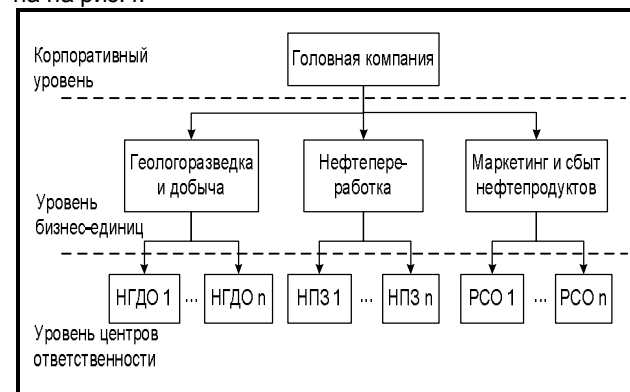 на на рис. 1.
Корпоративный
уровень
Головная компания
Геологоразведка
и добыча
Нефтепере-
работка
Маркетинг и сбыт
нефтепродуктов
Уровень
бизнес-единиц
НГДО 1 ... НГДО n НПЗ 1 ... НПЗ n РСО 1 ... РСО n
Уровень центров
ответственности